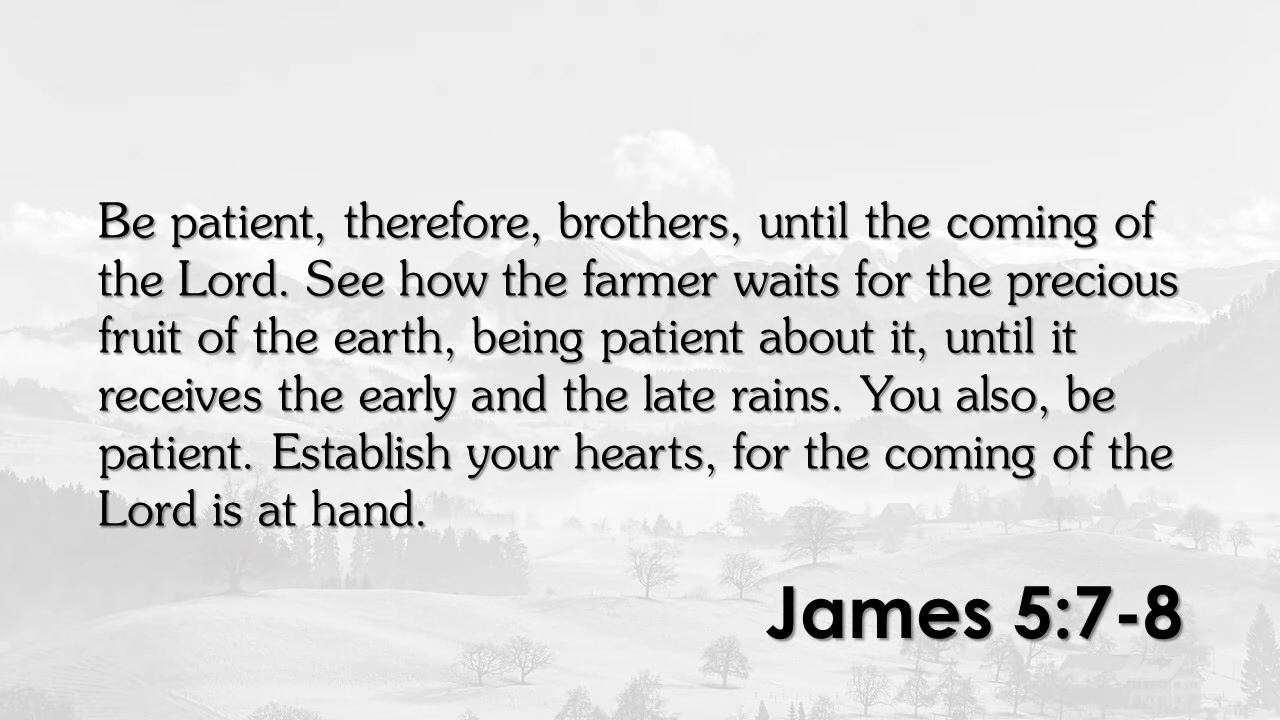 Be patient, therefore, brothers, until the coming of
the Lord. See how the farmer waits for the precious
fruit of the earth, being patient about it, until it
receives the early and the late rains. You also, be
patient. Establish your hearts, for the coming of the
Lord is at hand.
James 5:7-8